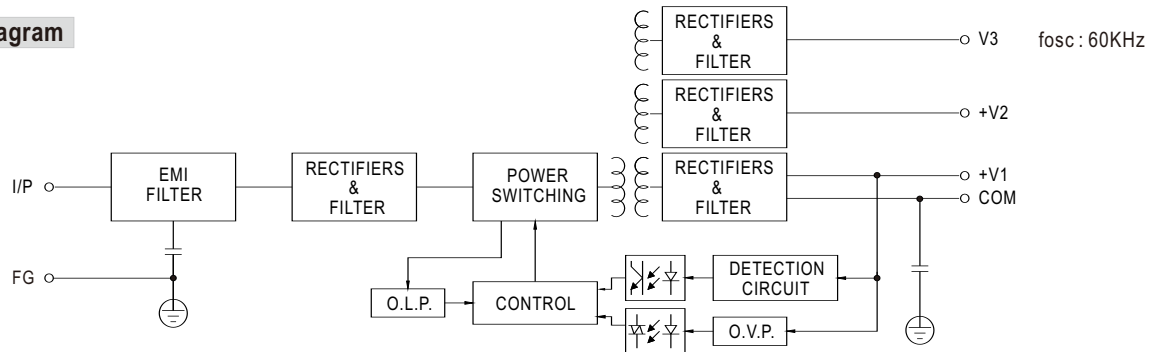 agram
RECTIFIERS
&
FILTER
V3
fosc : 60KHz
RECTIFIERS
&
FILTER
+V2
I/P
EMI
FILTER
RECTIFIERS
&
FILTER
POWER
SWITCHING
RECTIFIERS
&
FILTER
+V1
COM
FG
O.L.P.
CONTROL
DETECTION
CIRCUIT
O.V.P.